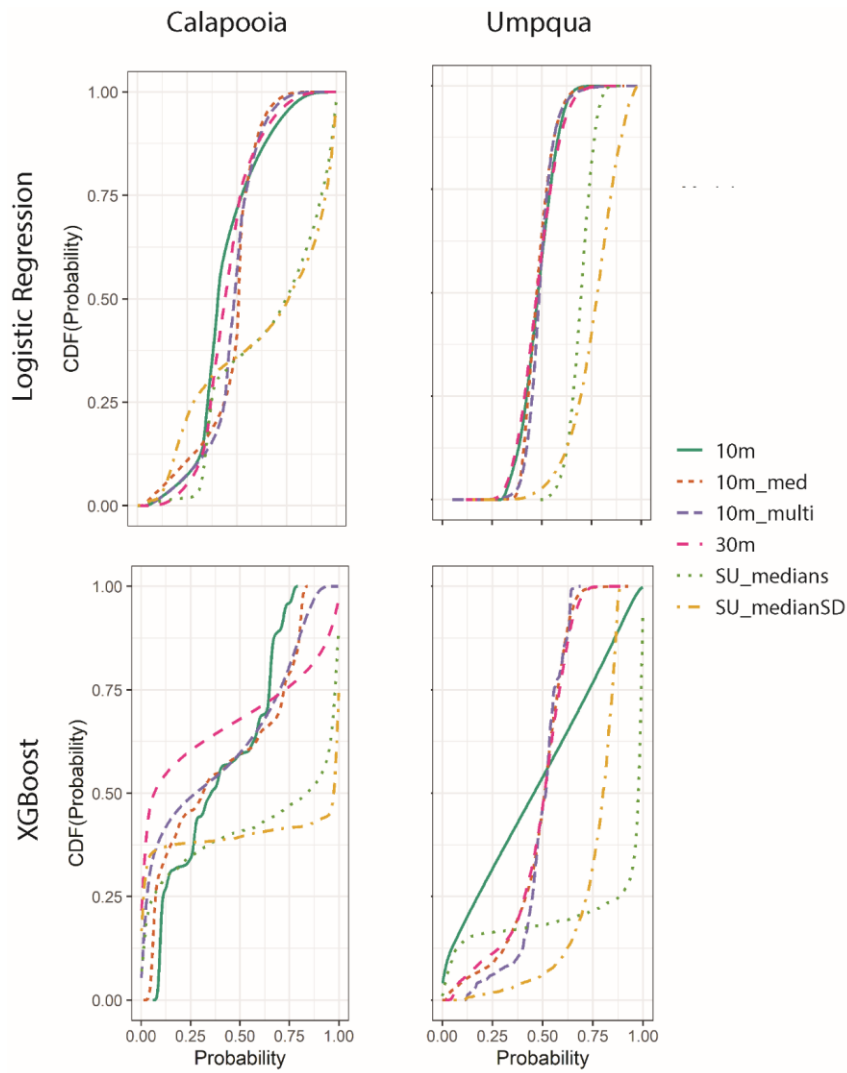 Calapooia
Umpqua
Logistic Regression
CDF(Probability)
1.00
0.75
0.50
0.25
0.00
10m
10m_med
10m_multi
30m
SU_medians
SU_medianSD
XGBoost
CDF(Probability)
1.00
0.75
0.50
0.25
0.00
0.00 0.25 0.50 0.75 1.00
Probability
0.00 0.25 0.50 0.75 1.00
Probability